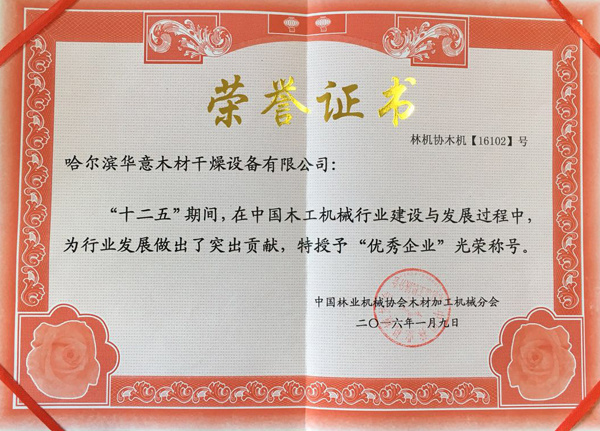 荣誉证书
林机协木机【16102】号
哈尔滨华意木材干燥设备有限公司:
“十二五”期间,在中国木工机械行业建设与发展过程中,
为行业发展做出了突出贡献,特授予“优秀企业”光荣称号。
中国林业机械协会木材加工机械分会
二〇一六年一月九日